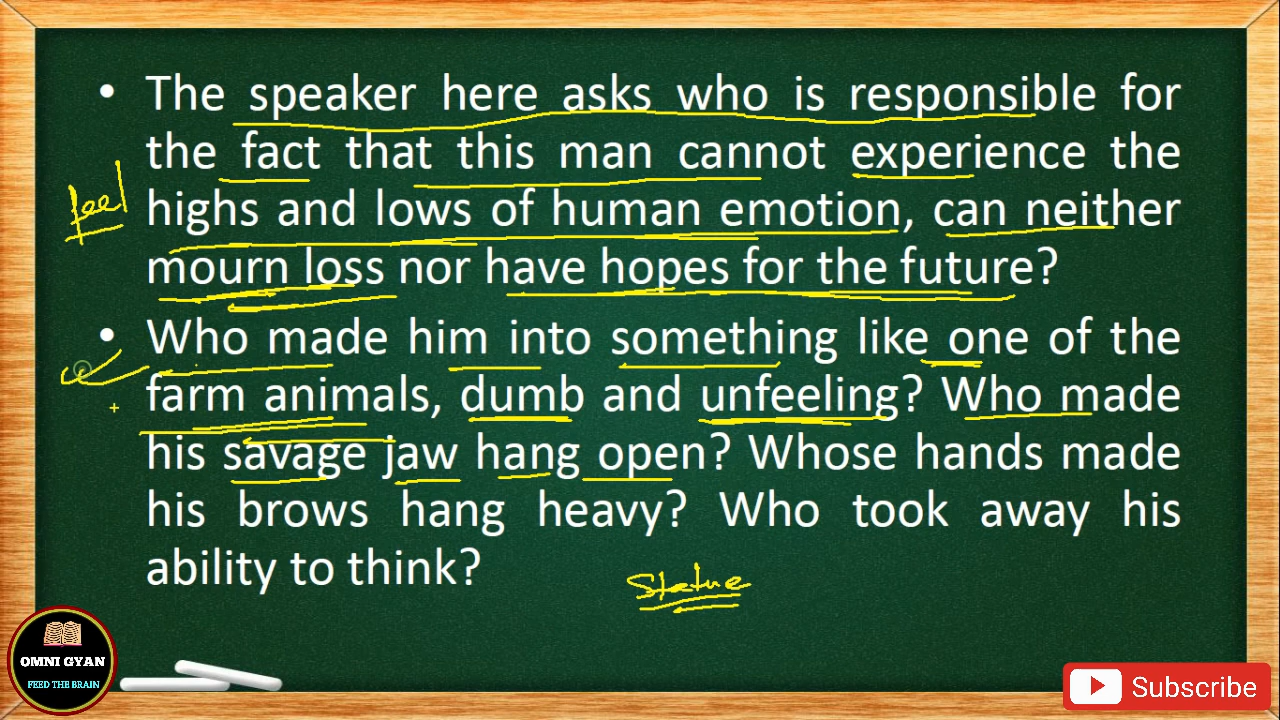 • The speaker here asks who is responsible for
the fact that this man cannot experience the
feel
highs and lows of human emotion, can neither
mourn loss nor have hopes for the future?
• Who made him into something like one of the
farm animals, dumb and unfeeling? Who made
his savage jaw hang open? Whose hands made
his brows hang heavy? Who took away his
ability to think?
Statue
OMNI GYAN
FEED THE BRAIN
Subscribe